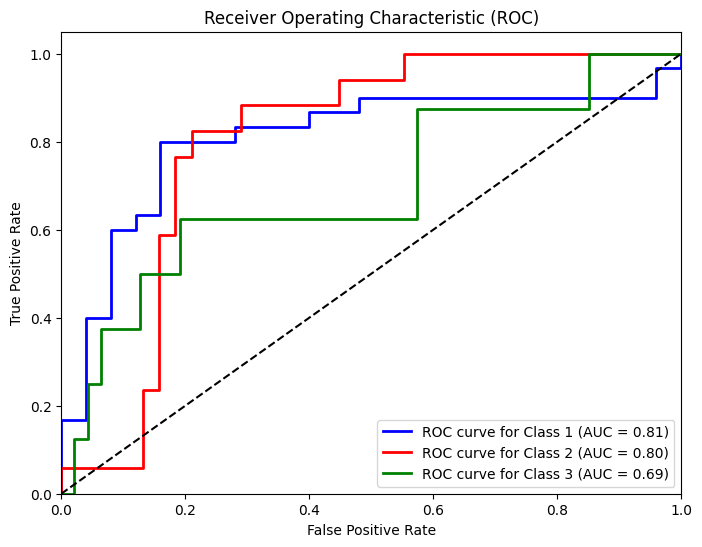 Receiver Operating Characteristic (ROC)
True Positive Rate
1.0
0.8
0.6
0.4
0.2
0.0
ROC curve for Class 1 (AUC = 0.81)
ROC curve for Class 2 (AUC = 0.80)
ROC curve for Class 3 (AUC = 0.69)
0.0 0.2 0.4 0.6 0.8 1.0
False Positive Rate